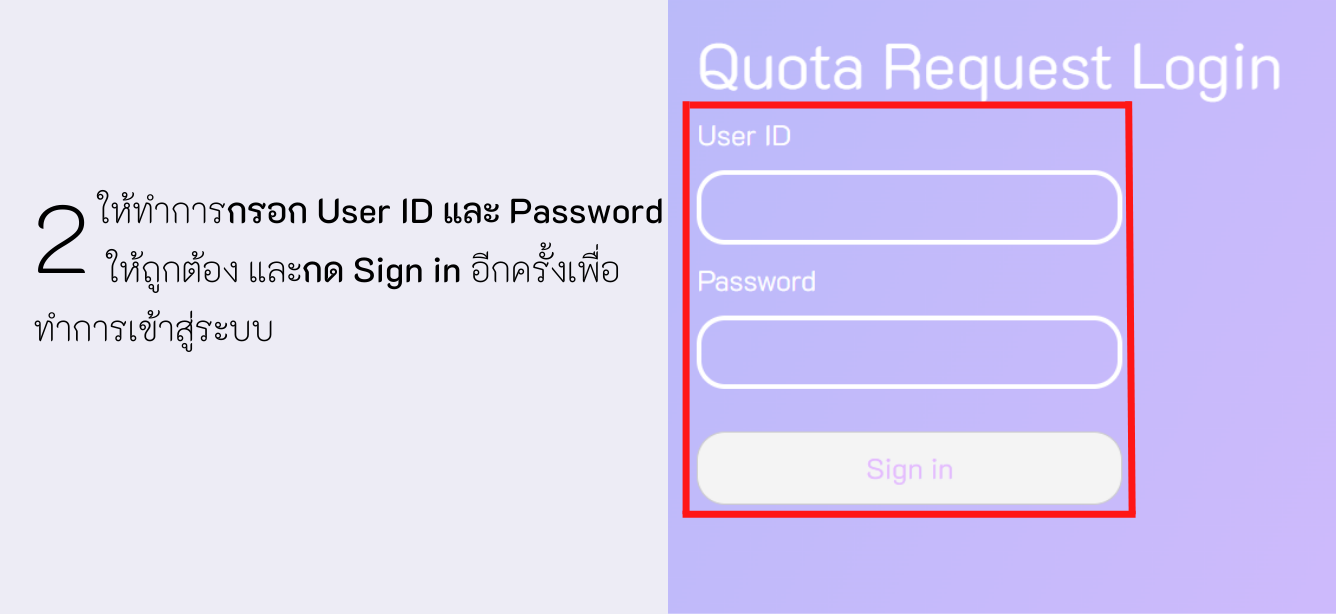 2 ให้ทำการกรอก User ID และ Password
ให้ถูกต้อง และกด Sign in อีกครั้งเพื่อ
ทำการเข้าสู่ระบบ
Quota Request Login
User ID
Password
Sign in